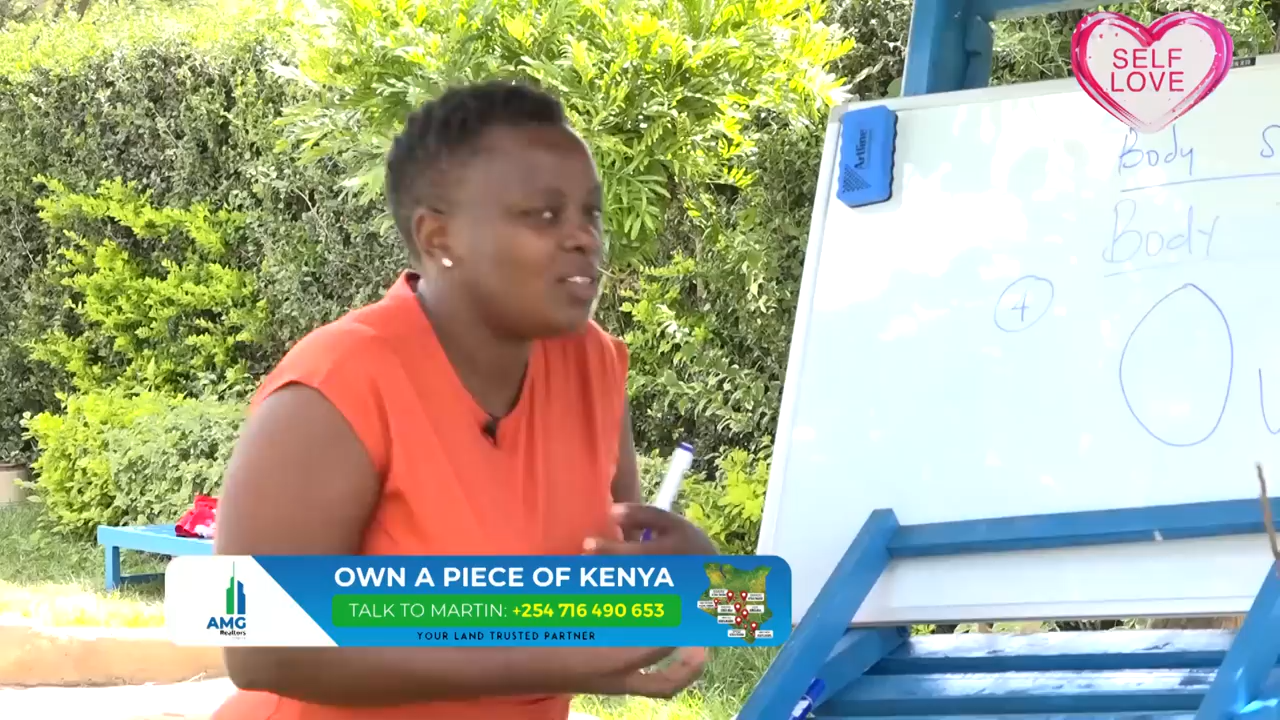 SELF
LOVE
Artline
Body S
Body
4
Ou
OWN A PIECE OF KENYA
TALK TO MARTIN: +254 716 490 653
YOUR LAND TRUSTED PARTNER
AMG
Realtors